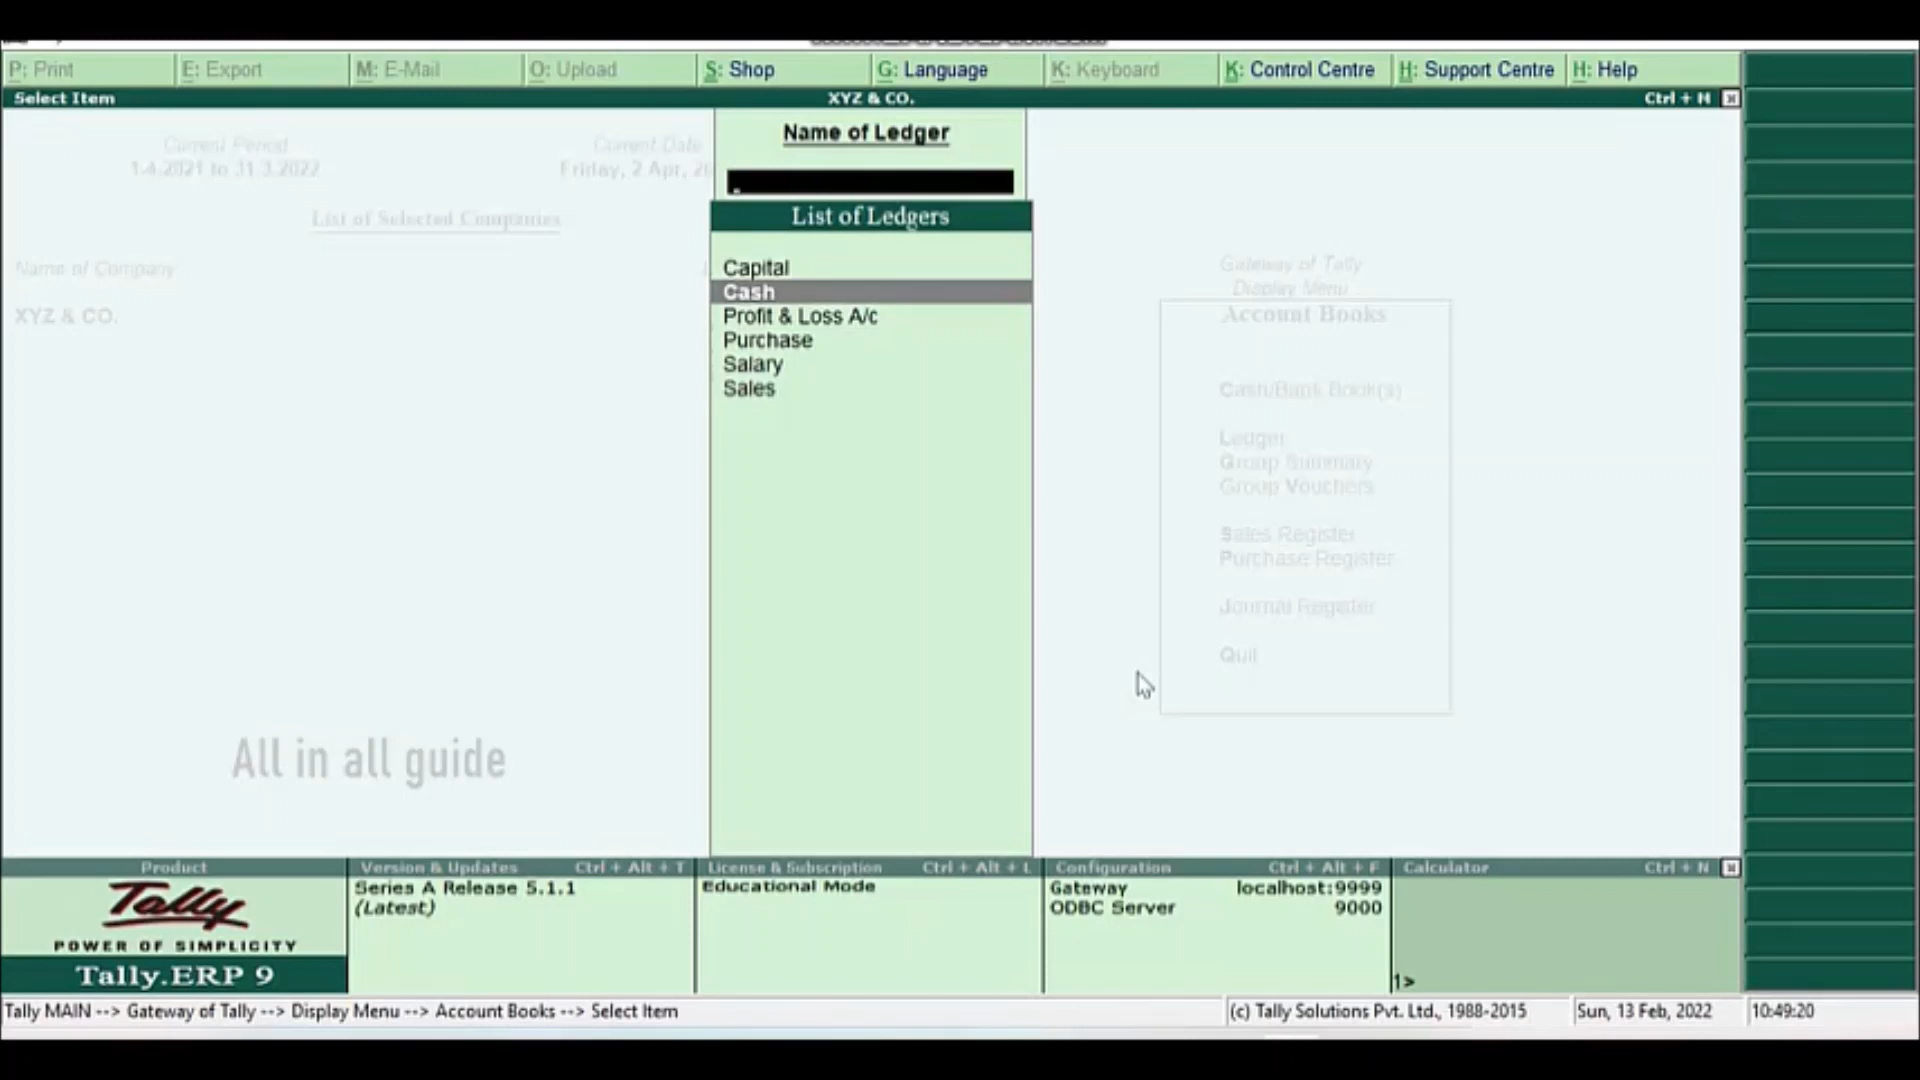 P: Print
E: Export
M: E-Mail
O: Upload
S: Shop
G: Language
K: Keyboard
K: Control Centre
H: Support Centre
H: Help
Select Item
XYZ & CO.
Ctrl + M
Current Period
1-4-2021 to 31-3-2022
Current Date
Friday, 2 Apr, 20
List of Selected Companies
Name of Company
XYZ & CO.
Name of Ledger
List of Ledgers
Capital
Cash
Profit & Loss A/c
Purchase
Salary
Sales
Gateway of Tally
Display Menu
Account Books
Cash/Bank Book(s)
Ledger
Group Summary
Group Vouchers
Sales Register
Purchase Register
Journal Register
Quit
All in all guide
Product
Tally
POWER OF SIMPLICITY
Tally.ERP 9
Version & Updates Ctrl + Alt + T
Series A Release 5.1.1
(Latest)
License & Subscription Ctrl + Alt + L
Educational Mode
Configuration Ctrl + Alt + F
Gateway localhost:9999
ODBC Server 9000
Calculator Ctrl + N
1>
Tally MAIN --> Gateway of Tally --> Display Menu --> Account Books --> Select Item
(c) Tally Solutions Pvt. Ltd., 1988-2015
Sun, 13 Feb, 2022
10:49:20